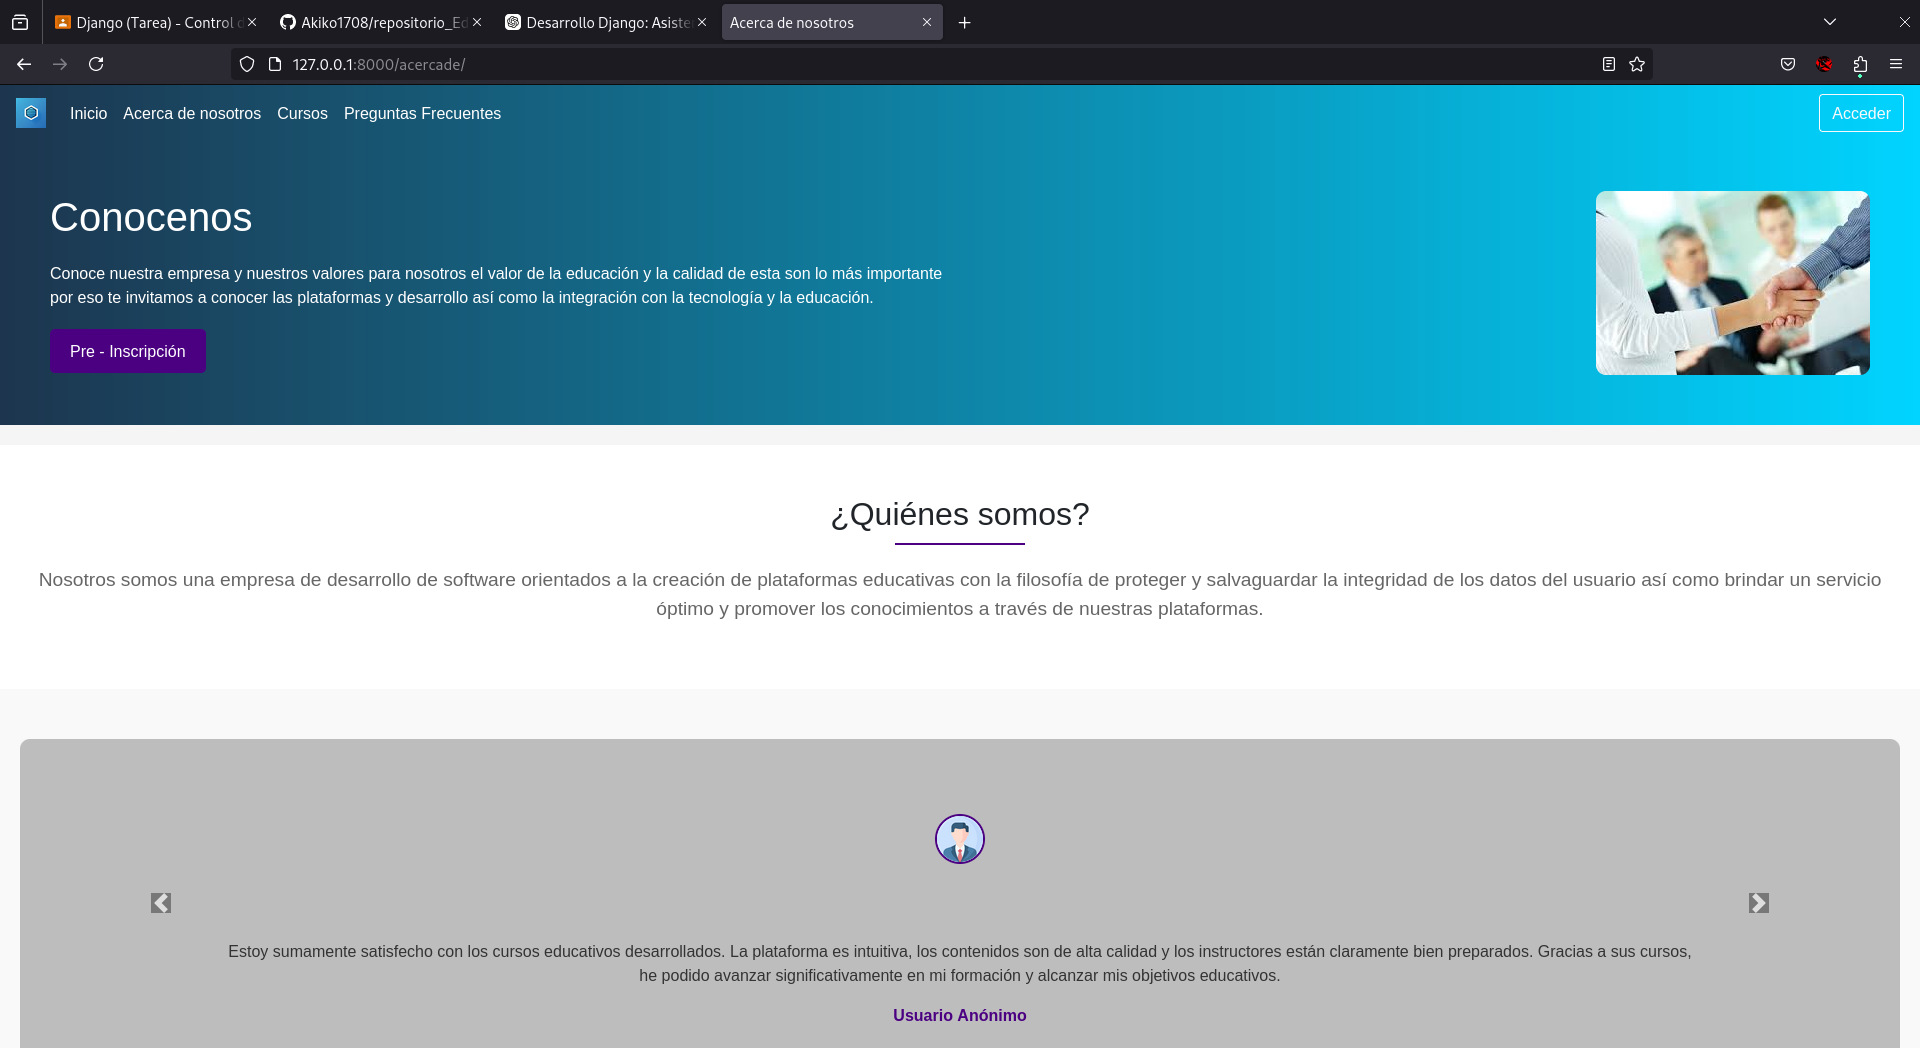 Django (Tarea) - Control d
Akiko1708/repositorio_Ed
Desarrollo Django: Asiste
Acerca de nosotros
127.0.0.1:8000/acercade/
Inicio
Acerca de nosotros
Cursos
Preguntas Frecuentes
Acceder
Conocenos
Conoce nuestra empresa y nuestros valores para nosotros el valor de la educación y la calidad de esta son lo más importante
por eso te invitamos a conocer las plataformas y desarrollo así como la integración con la tecnología y la educación.
Pre - Inscripción
¿Quiénes somos?
Nosotros somos una empresa de desarrollo de software orientados a la creación de plataformas educativas con la filosofía de proteger y salvaguardar la integridad de los datos del usuario así como brindar un servicio
óptimo y promover los conocimientos a través de nuestras plataformas.
Estoy sumamente satisfecho con los cursos educativos desarrollados. La plataforma es intuitiva, los contenidos son de alta calidad y los instructores están claramente bien preparados. Gracias a sus cursos,
he podido avanzar significativamente en mi formación y alcanzar mis objetivos educativos.
Usuario Anónimo